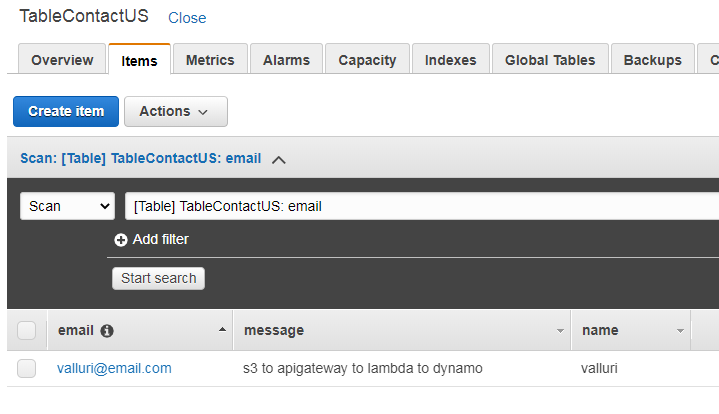 TableContactUS Close
Overview Items Metrics Alarms Capacity Indexes Global Tables Backups C
Create item Actions
Scan: [Table] TableContactUS: email
Scan [Table] TableContactUS: email
Add filter
Start search
email message name
valluri@email.com s3 to apigateway to lambda to dynamo valluri